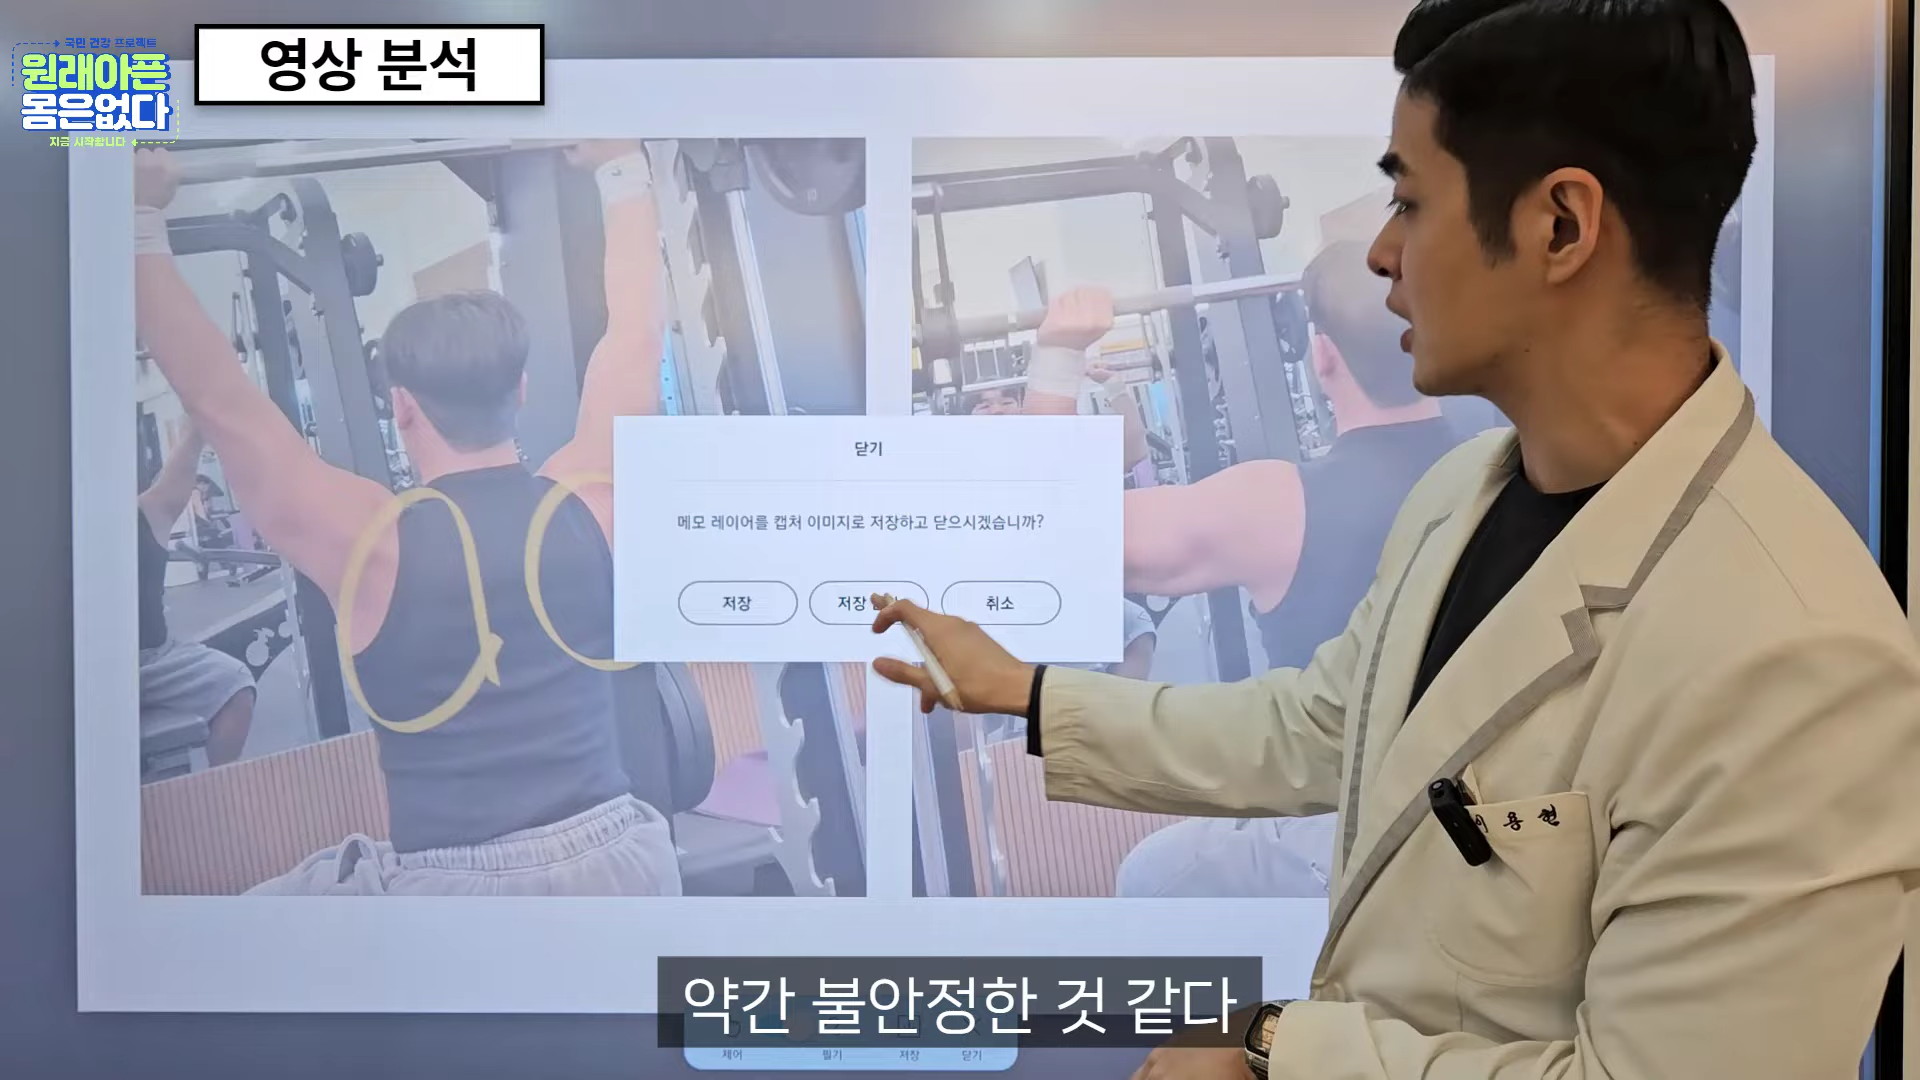 국민 건강 프로젝트
원래아픈
몸은없다
지금 시작합니다
영상 분석
닫기
메모 레이어를 캡처 이미지로 저장하고 닫으시겠습니까?
저장
저장
취소
이용현
약간 불안정한 것 같다
제어
필기
저장
닫기